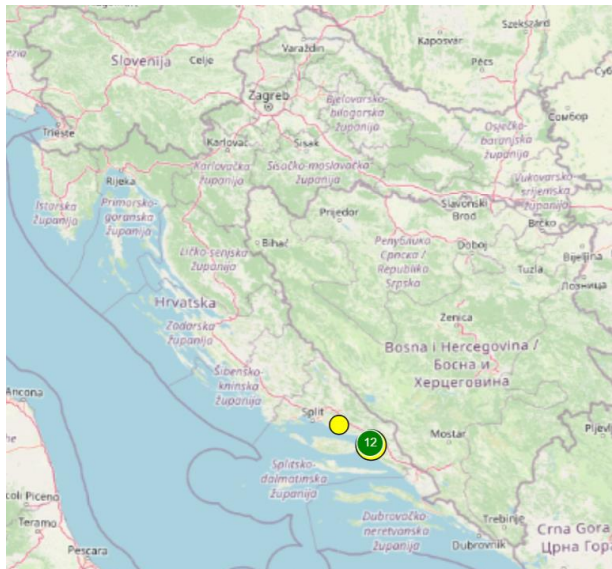 Szekszárd
Kaposvár
Varaždin
Pécs
Slovenija
Celje
Zagreb
Bjelovarsko-
bilogorska
županija
Сомбор
Trieste
Karlovac
Sisak
Osječko-
baranjska
županija
Karlovačka
županija
Sisačko-moslavačka
županija
Rijeka
Vukovarsko-
srijemska
županija
Istarska
županija
Primorsko-
goranska
županija
Prijedor
Slavonski
Brod
Brčko
Bihać
Република
Српска /
Republika
Srpska
Doboj
Bijeljina
Ličko-senjska
županija
Tuzla
Лозница
Hrvatska
Zenica
Zadarska
županija
Bosna i Hercegovina /
Босна и
Херцеговина
Šibensko-
kninska
županija
Ancona
Split
12
Mostar
Pljevl
Splitsko-
dalmatinska
županija
coli Piceno
Teramo
Dubrovačko-
neretvanska
županija
Trebinje
Dubrovnik
Crna Gora
Црна Гор
Pescara